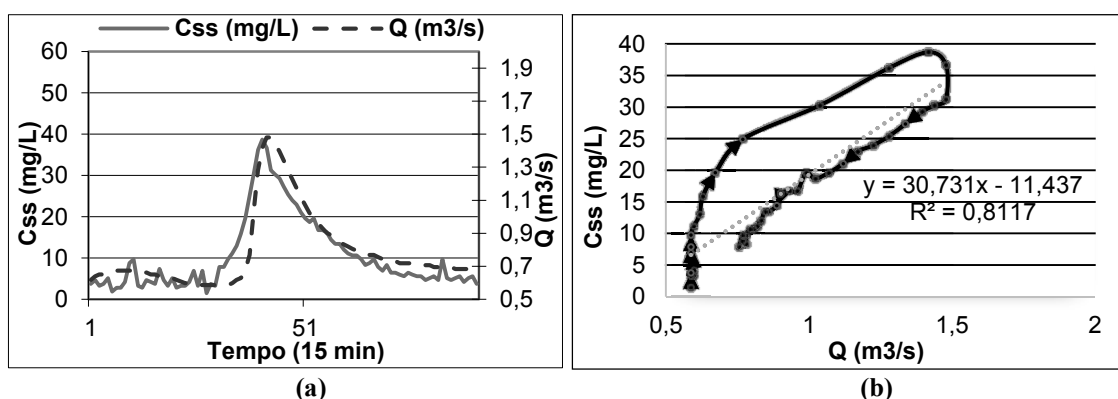 Css (mg/L) Q (m3/s)
60
50
40
30
20
10
0
Css (mg/L)
1,9
1,7
1,5
1,3
1,1
0,9
0,7
0,5
Q (m3/s)
1 51
Tempo (15 min)
(a)
40
35
30
25
20
15
10
5
0
Css (mg/L)
y = 30,731x - 11,437
R² = 0,8117
0,5 1 1,5 2
Q (m3/s)
(b)